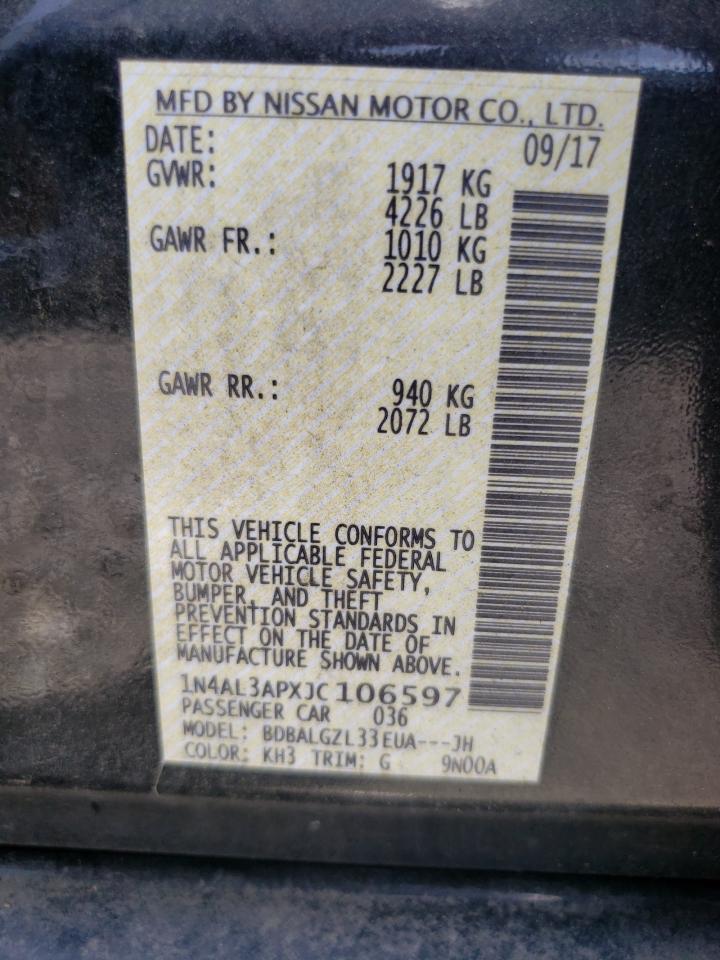 MFD BY NISSAN MOTOR CO., LTD.
DATE: 09/17
GVWR: 1917 KG
4226 LB
GAWR FR.: 1010 KG
2227 LB
GAWR RR.: 940 KG
2072 LB
THIS VEHICLE CONFORMS TO
ALL APPLICABLE FEDERAL
MOTOR VEHICLE SAFETY,
BUMPER, AND THEFT
PREVENTION STANDARDS IN
EFFECT ON THE DATE OF
MANUFACTURE SHOWN ABOVE.
1N4AL3APXJC106597
PASSENGER CAR 036
MODEL: BDBALGZL33EUA---JH
COLOR: KH3 TRIM: G 9N00A